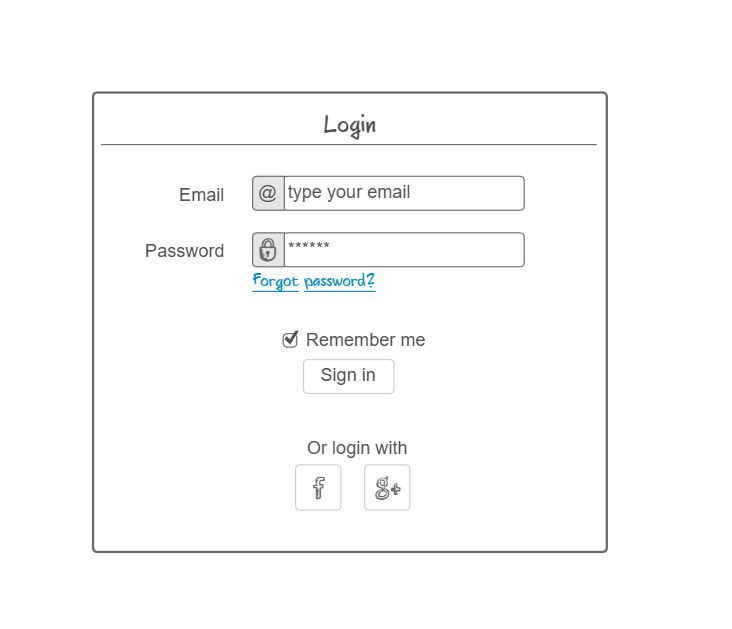 Login
Email @ type your email
Password ******
Forgot password?
Remember me
Sign in
Or login with
f g+